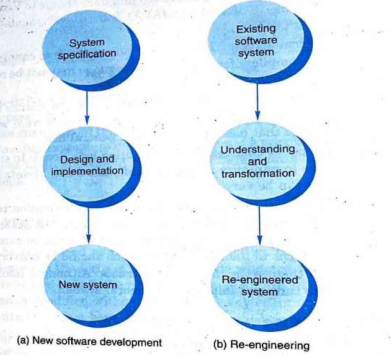 System
specification
Design and
implementation
New system
(a) New software development
Existing
software
system
Understanding
and
transformation
Re-engineered
system
(b) Re-engineering